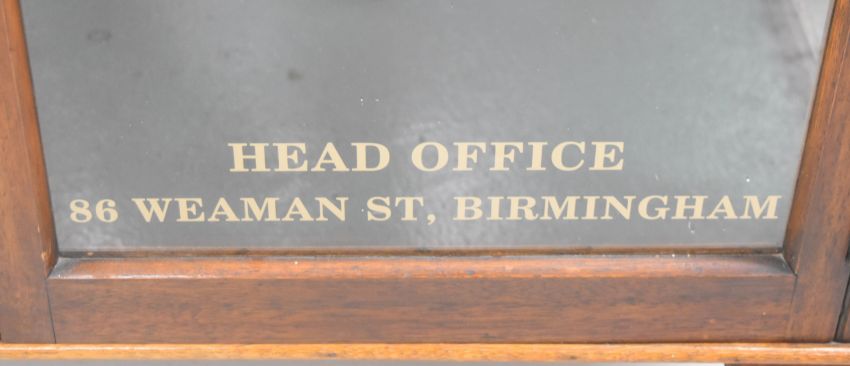 HEAD OFFICE
86 WEAMAN ST, BIRMINGHAM